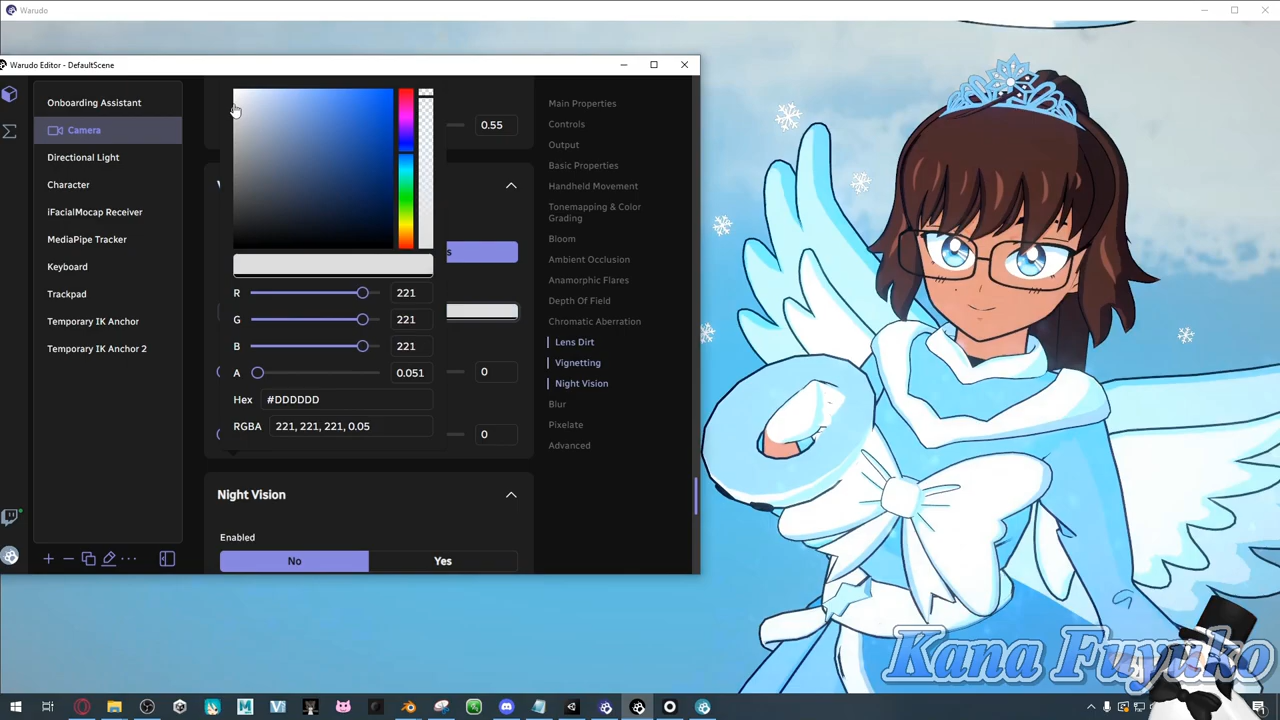 Warudo
Warudo Editor - DefaultScene
Onboarding Assistant
Camera
Directional Light
Character
iFacialMocap Receiver
MediaPipe Tracker
Keyboard
Trackpad
Temporary IK Anchor
Temporary IK Anchor 2
0.55
R 221
G 221
B 221
A 0.051
Hex #DDDDDD
RGBA 221, 221, 221, 0.05
0
0
Night Vision
Enabled
No Yes
Main Properties
Controls
Output
Basic Properties
Handheld Movement
Tonemapping & Color
Grading
Bloom
Ambient Occlusion
Anamorphic Flares
Depth Of Field
Chromatic Aberration
Lens Dirt
Vignetting
Night Vision
Blur
Pixelate
Advanced
Kana Fuyuko